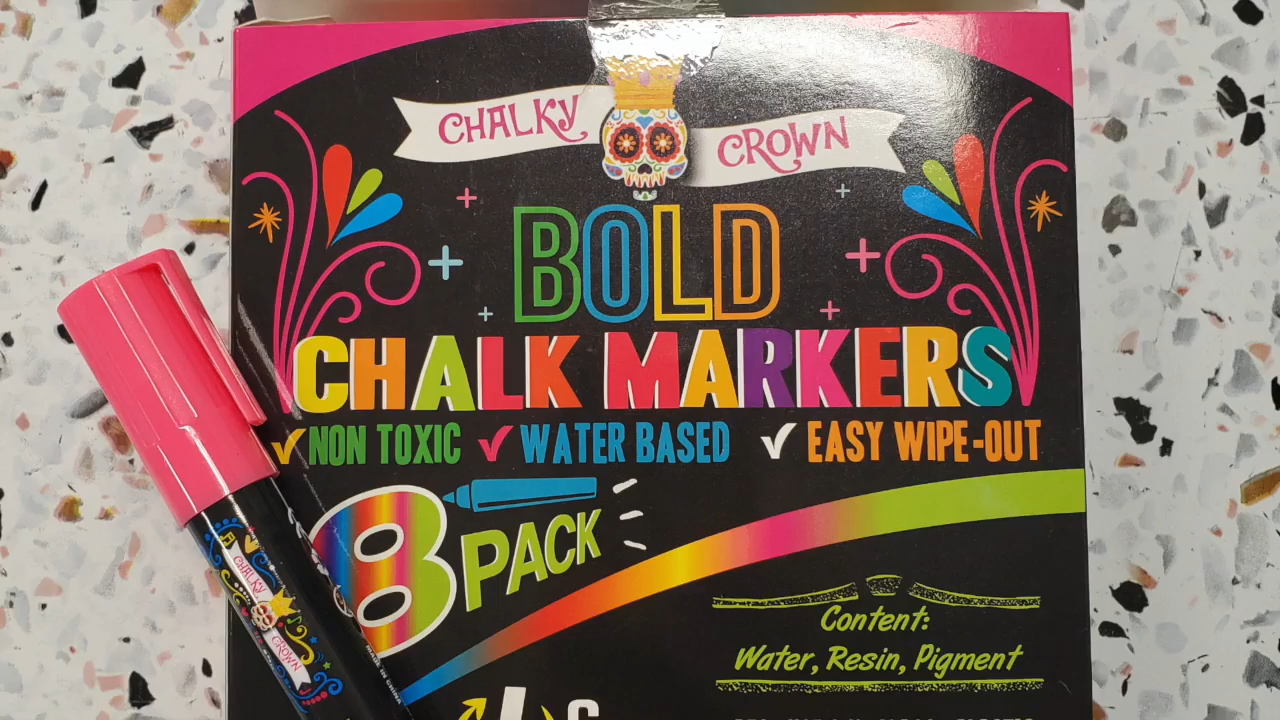 CHALKY CROWN
BOLD
CHALK MARKERS
NON TOXIC WATER BASED EASY WIPE-OUT
8 PACK
Content:
Water, Resin, Pigment
CHALKY
CROWN